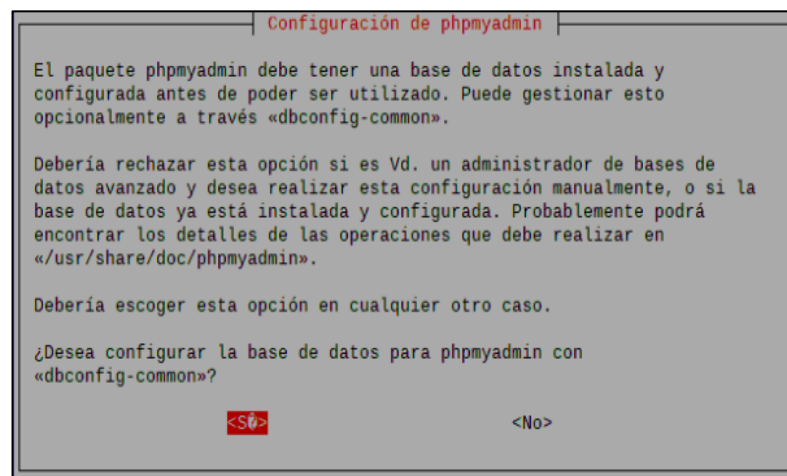 Configuración de phpmyadmin
El paquete phpmyadmin debe tener una base de datos instalada y
configurada antes de poder ser utilizado. Puede gestionar esto
opcionalmente a través «dbconfig-common».
Debería rechazar esta opción si es Vd. un administrador de bases de
datos avanzado y desea realizar esta configuración manualmente, o si la
base de datos ya está instalada y configurada. Probablemente podrá
encontrar los detalles de las operaciones que debe realizar en
«/usr/share/doc/phpmyadmin».
Debería escoger esta opción en cualquier otro caso.
¿Desea configurar la base de datos para phpmyadmin con
«dbconfig-common»?
<S�> <No>